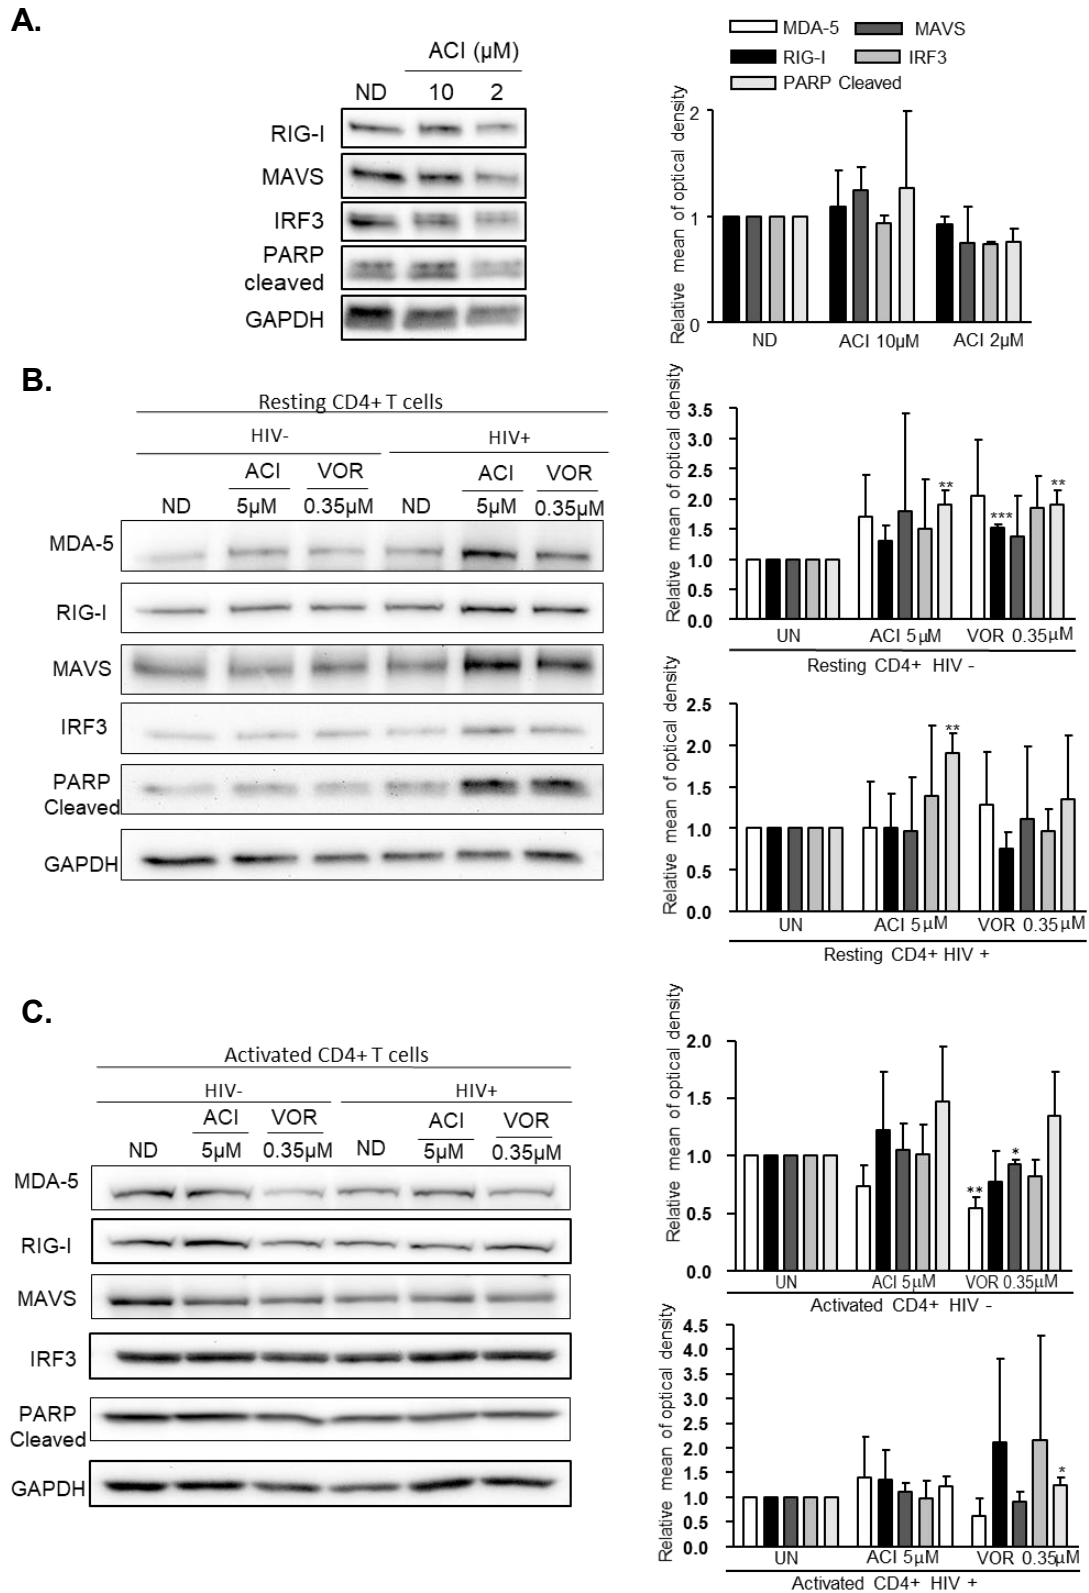 A.
ACI (µM)
ND 10 2
RIG-I
MAVS
IRF3
PARP
cleaved
GAPDH
MDA-5 MAVS
RIG-I IRF3
PARP Cleaved
Relative mean of optical density
2
1
0
ND ACI 10µM ACI 2µM
B.
Resting CD4+ T cells
HIV- HIV+
ACI VOR ACI VOR
ND 5µM 0.35µM ND 5µM 0.35µM
MDA-5
RIG-I
MAVS
IRF3
PARP
Cleaved
GAPDH
Relative mean of optical density
3.5
3.0
2.5
2.0
1.5
1.0
0.5
0.0
** *** **
UN ACI 5µM VOR 0.35µM
Resting CD4+ HIV -
Relative mean of optical density
2.5
2.0
1.5
1.0
0.5
0.0
**
UN ACI 5µM VOR 0.35µM
Resting CD4+ HIV +
C.
Activated CD4+ T cells
HIV- HIV+
ACI VOR ACI VOR
ND 5µM 0.35µM ND 5µM 0.35µM
MDA-5
RIG-I
MAVS
IRF3
PARP
Cleaved
GAPDH
Relative mean of optical density
2.0
1.5
1.0
0.5
0.0
** *
UN ACI 5µM VOR 0.35µM
Activated CD4+ HIV -
Relative mean of optical density
4.5
4.0
3.5
3.0
2.5
2.0
1.5
1.0
0.5
0.0
*
UN ACI 5µM VOR 0.35µM
Activated CD4+ HIV +